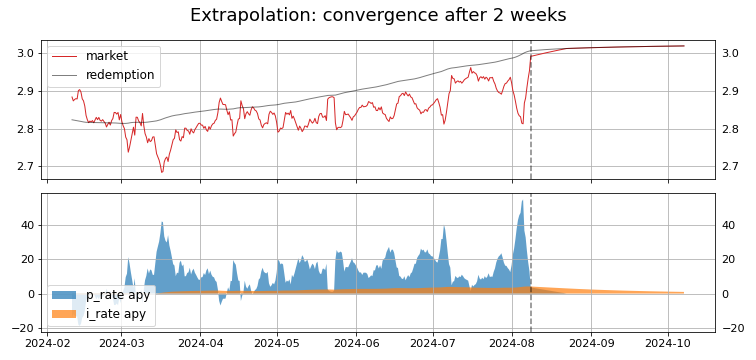 Extrapolation: convergence after 2 weeks
3.0
2.9
2.8
2.7
market
redemption
3.0
2.9
2.8
2.7
40
20
0
−20
p_rate apy
i_rate apy
40
20
0
−20
2024-02 2024-03 2024-04 2024-05 2024-06 2024-07 2024-08 2024-09 2024-10